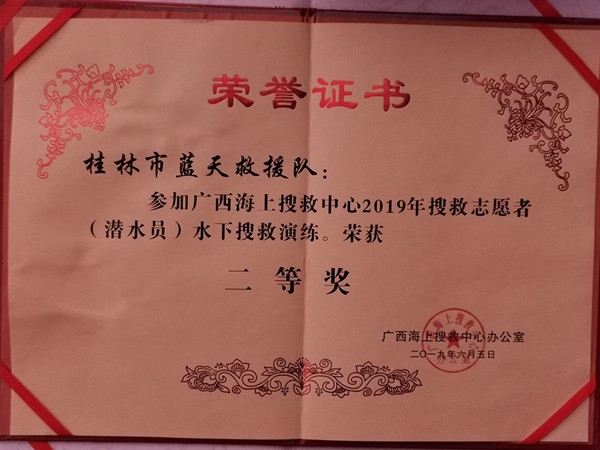 荣誉证书
桂林市蓝天救援队：
参加广西海上搜救中心2019年搜救志愿者
（潜水员）水下搜救演练。荣获
二等奖
广西海上搜救中心办公室
二〇一九年六月五日